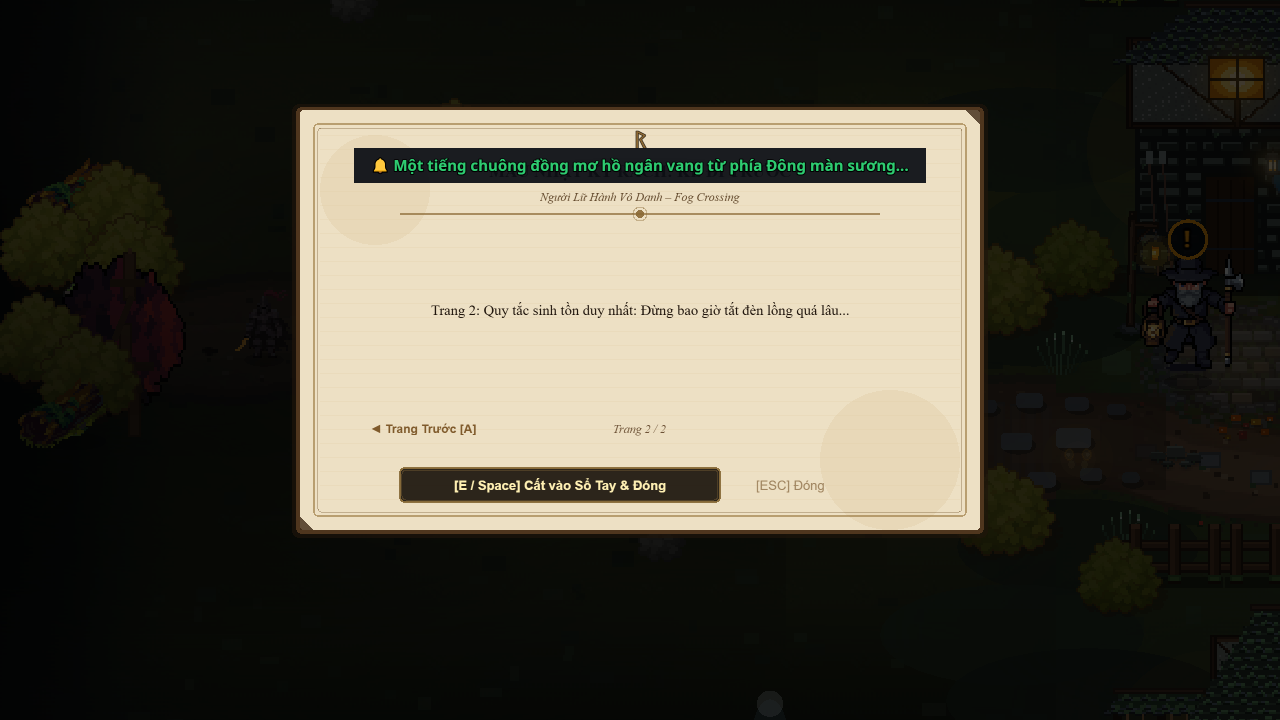 ᚱ
🔔 Một tiếng chuông đồng mơ hồ ngân vang từ phía Đông màn sương...
Người Lữ Hành Vô Danh – Fog Crossing
Trang 2: Quy tắc sinh tồn duy nhất: Đừng bao giờ tắt đèn lồng quá lâu...
◄ Trang Trước [A]
Trang 2 / 2
[E / Space] Cất vào Sổ Tay & Đóng
[ESC] Đóng
!